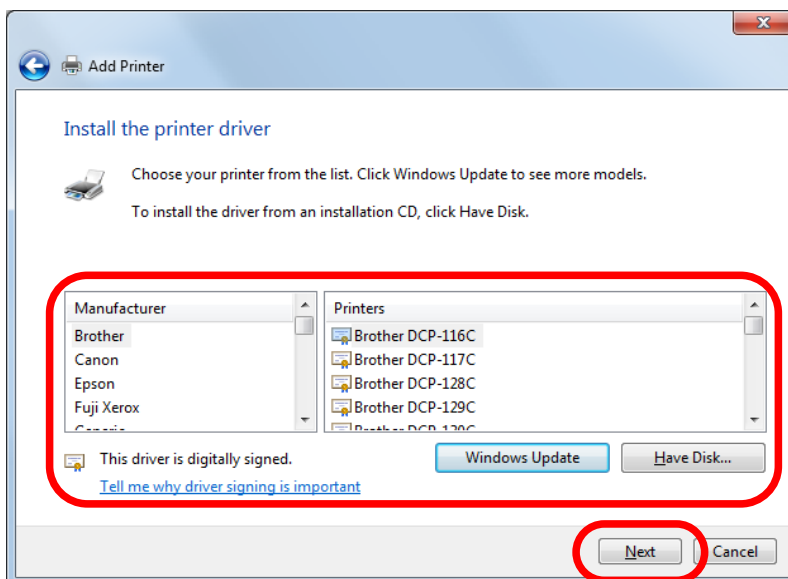 Add Printer
Install the printer driver
Choose your printer from the list. Click Windows Update to see more models.
To install the driver from an installation CD, click Have Disk.
Manufacturer
Brother
Canon
Epson
Fuji Xerox
Printers
Brother DCP-116C
Brother DCP-117C
Brother DCP-128C
Brother DCP-129C
This driver is digitally signed.
Tell me why driver signing is important
Windows Update
Have Disk...
Next
Cancel